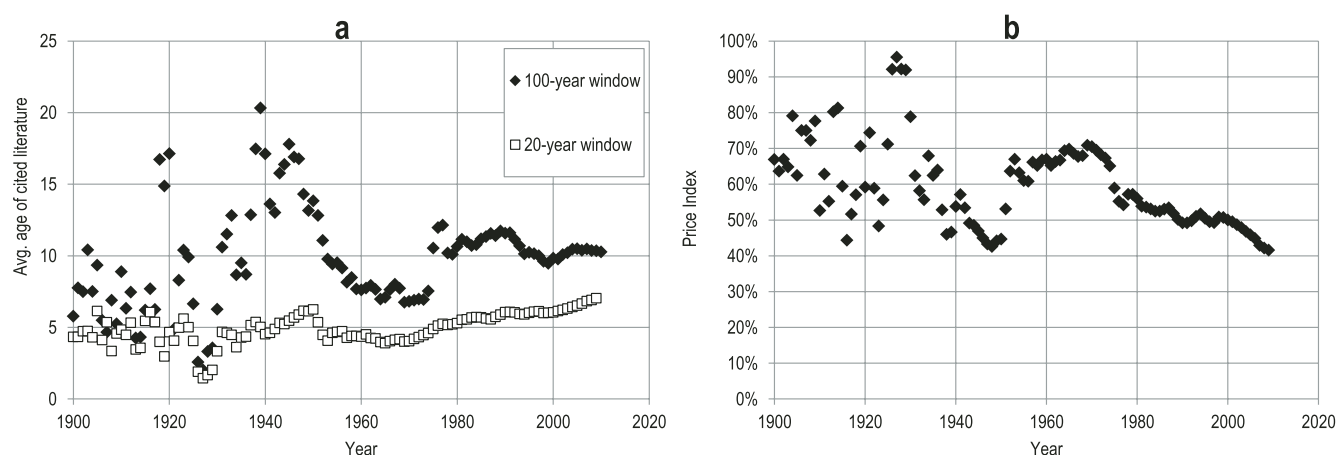 a
25
20
15
10
5
0
1900 1920 1940 1960 1980 2000 2020
Avg. age of cited literature
Year
100-year window
20-year window
b
100%
90%
80%
70%
60%
50%
40%
30%
20%
10%
0%
1900 1920 1940 1960 1980 2000 2020
Price Index
Year